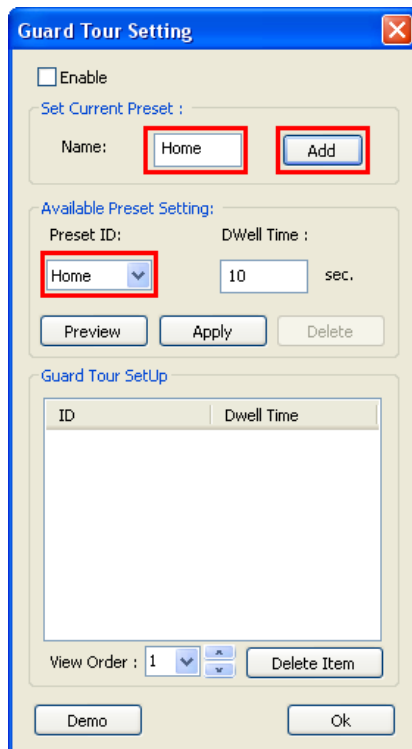 Guard Tour Setting
Enable
Set Current Preset :
Name: Home Add
Available Preset Setting:
Preset ID: DWell Time :
Home 10 sec.
Preview Apply Delete
Guard Tour SetUp
ID Dwell Time
View Order : 1 Delete Item
Demo Ok